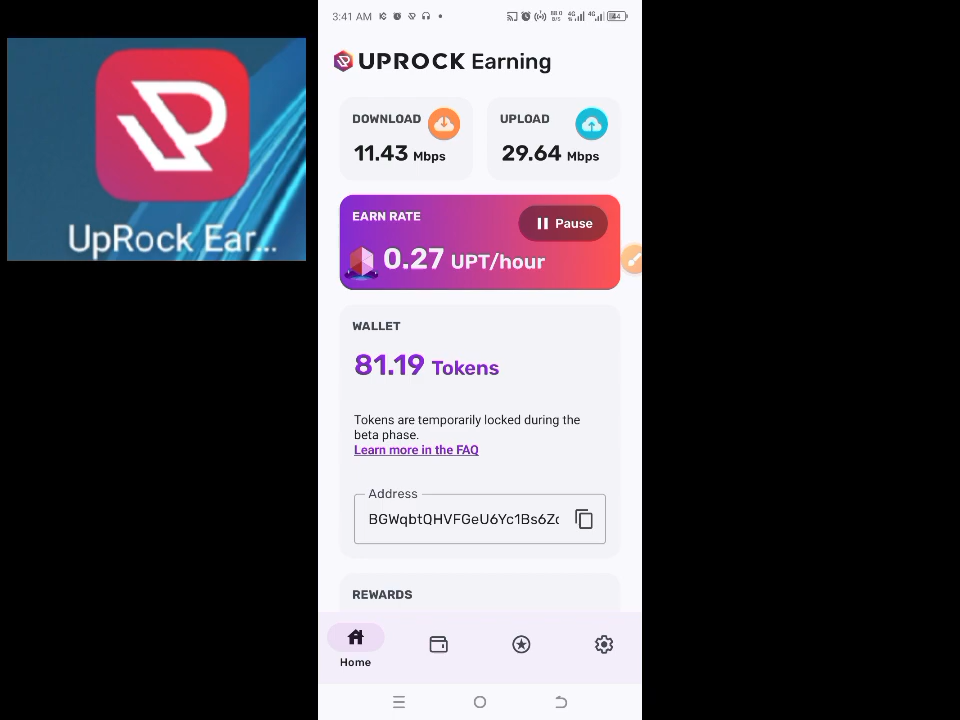 UpRock Ear...
3:41 AM
UPROCK Earning
DOWNLOAD
11.43 Mbps
UPLOAD
29.64 Mbps
EARN RATE
Pause
0.27 UPT/hour
WALLET
81.19 Tokens
Tokens are temporarily locked during the
beta phase.
Learn more in the FAQ
Address
REWARDS
Home